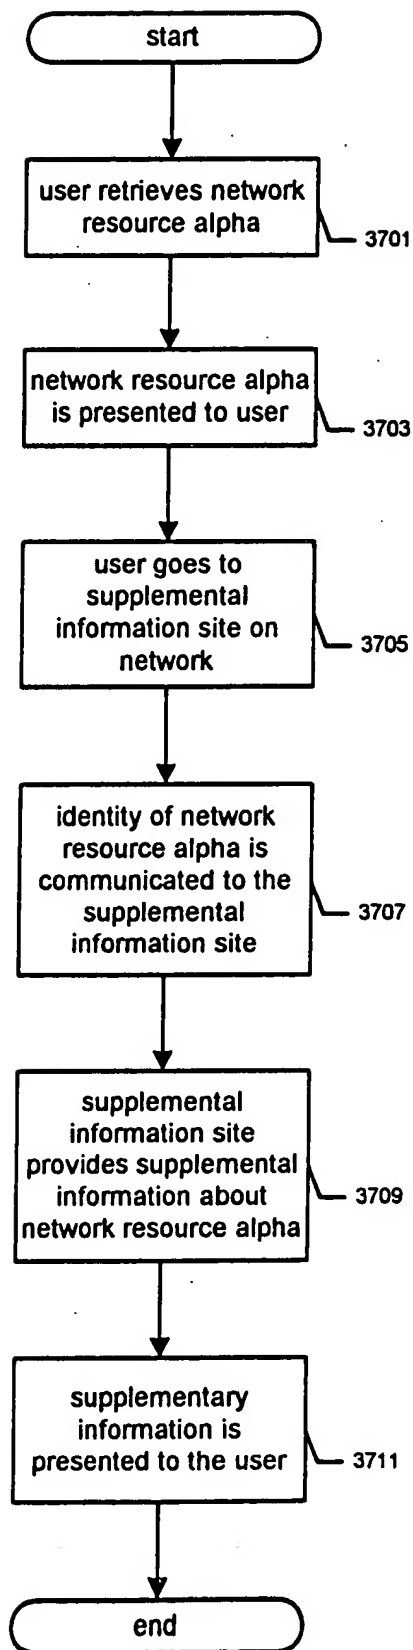 start
user retrieves network
resource alpha
3701
network resource alpha
is presented to user
3703
user goes to
supplemental
information site on
network
3705
identity of network
resource alpha is
communicated to the
supplemental
information site
3707
supplemental
information site
provides supplemental
information about
network resource alpha
3709
supplementary
information is
presented to the user
3711
end